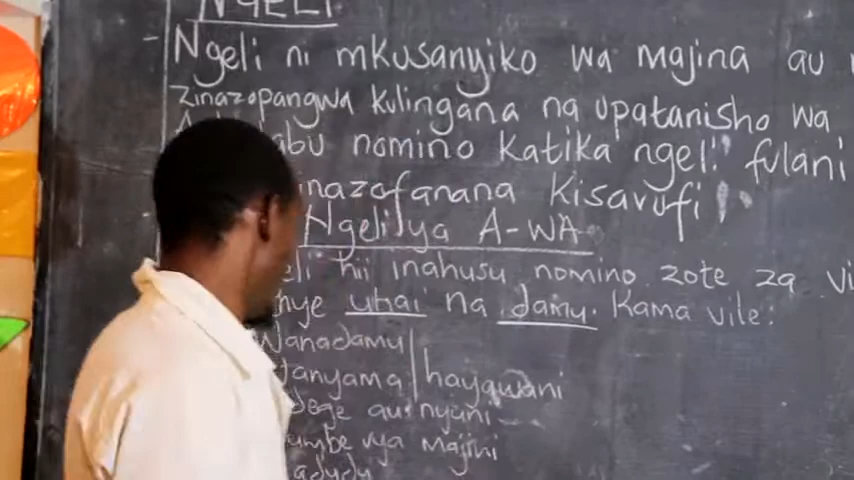 NGELI
- Ngeli ni mkusanyiko wa majina au
zinazopangwa kulingana na upatanisho wa
nomino katika ngeli fulani
zinazofanana kisarufi
Ngeli ya A-WA
hii inahusu nomino zote za
uhai na damu. Kama vile:
Wanadamu
Wanyama, hayawani
Ndege au nyuni
Viumbe vya majini
Wadudu